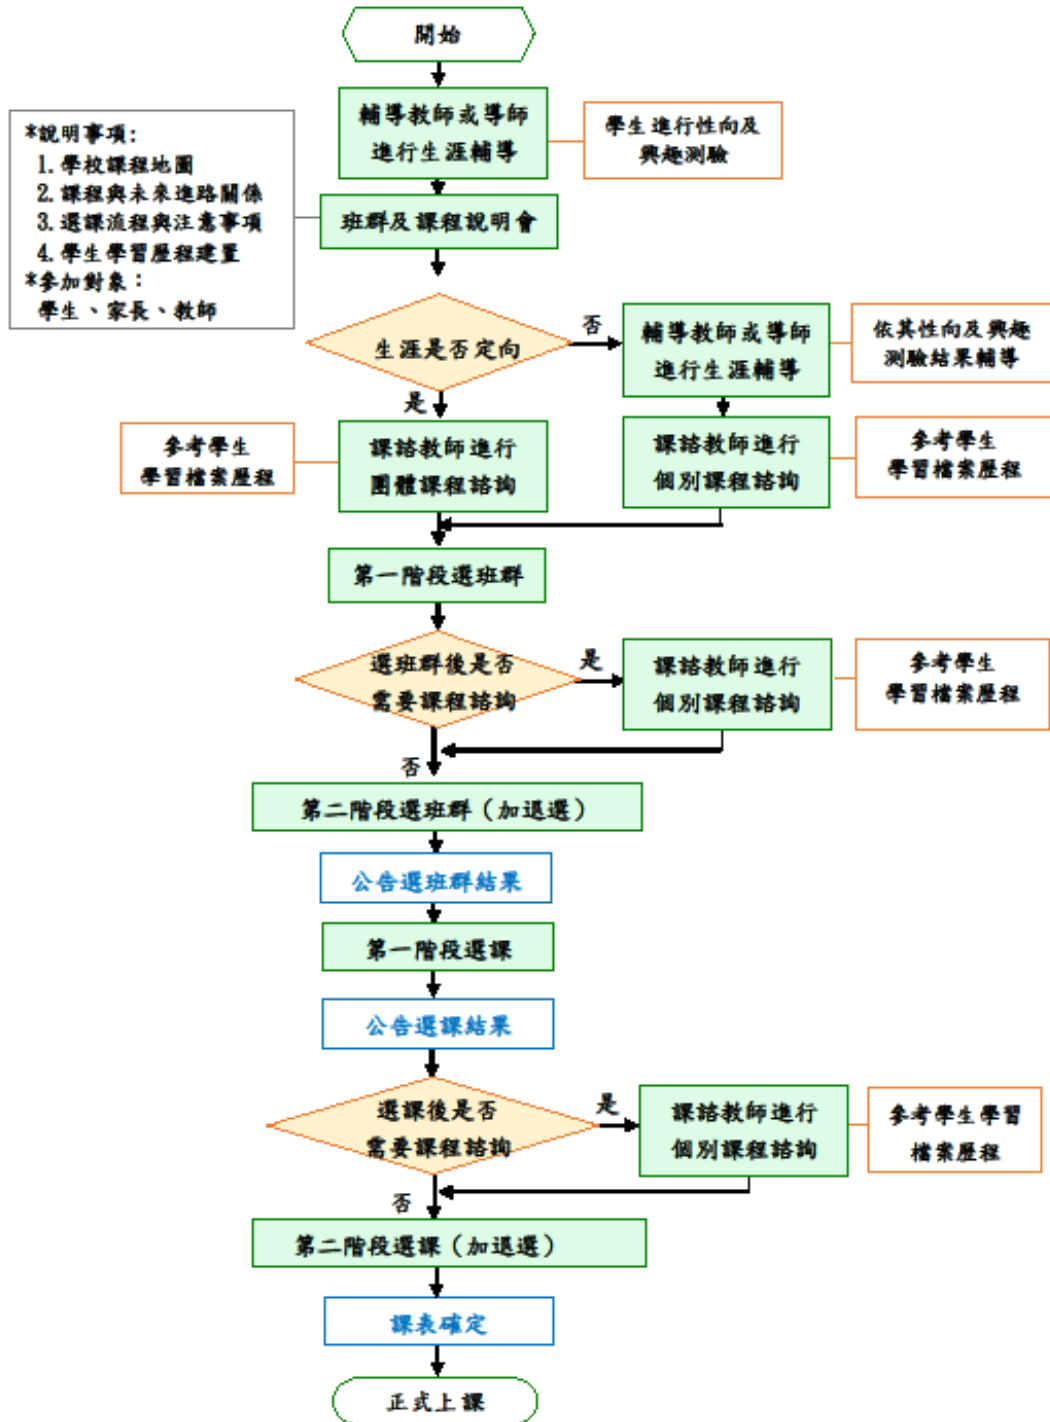 開始
輔導教師或導師
進行生涯輔導
學生進行性向及
興趣測驗
*說明事項:
1.學校課程地圖
2.課程與未來進路關係
3.選課流程與注意事項
4.學生學習歷程建置
*參加對象：
學生、家長、教師
班群及課程說明會
生涯是否定向
否
輔導教師或導師
進行生涯輔導
依其性向及興趣
測驗結果輔導
是
參考學生
學習檔案歷程
課諮教師進行
團體課程諮詢
課諮教師進行
個別課程諮詢
參考學生
學習檔案歷程
第一階段選班群
選班群後是否
需要課程諮詢
是
課諮教師進行
個別課程諮詢
參考學生
學習檔案歷程
否
第二階段選班群（加退選）
公告選班群結果
第一階段選課
公告選課結果
選課後是否
需要課程諮詢
是
課諮教師進行
個別課程諮詢
參考學生學習
檔案歷程
否
第二階段選課（加退選）
課表確定
正式上課